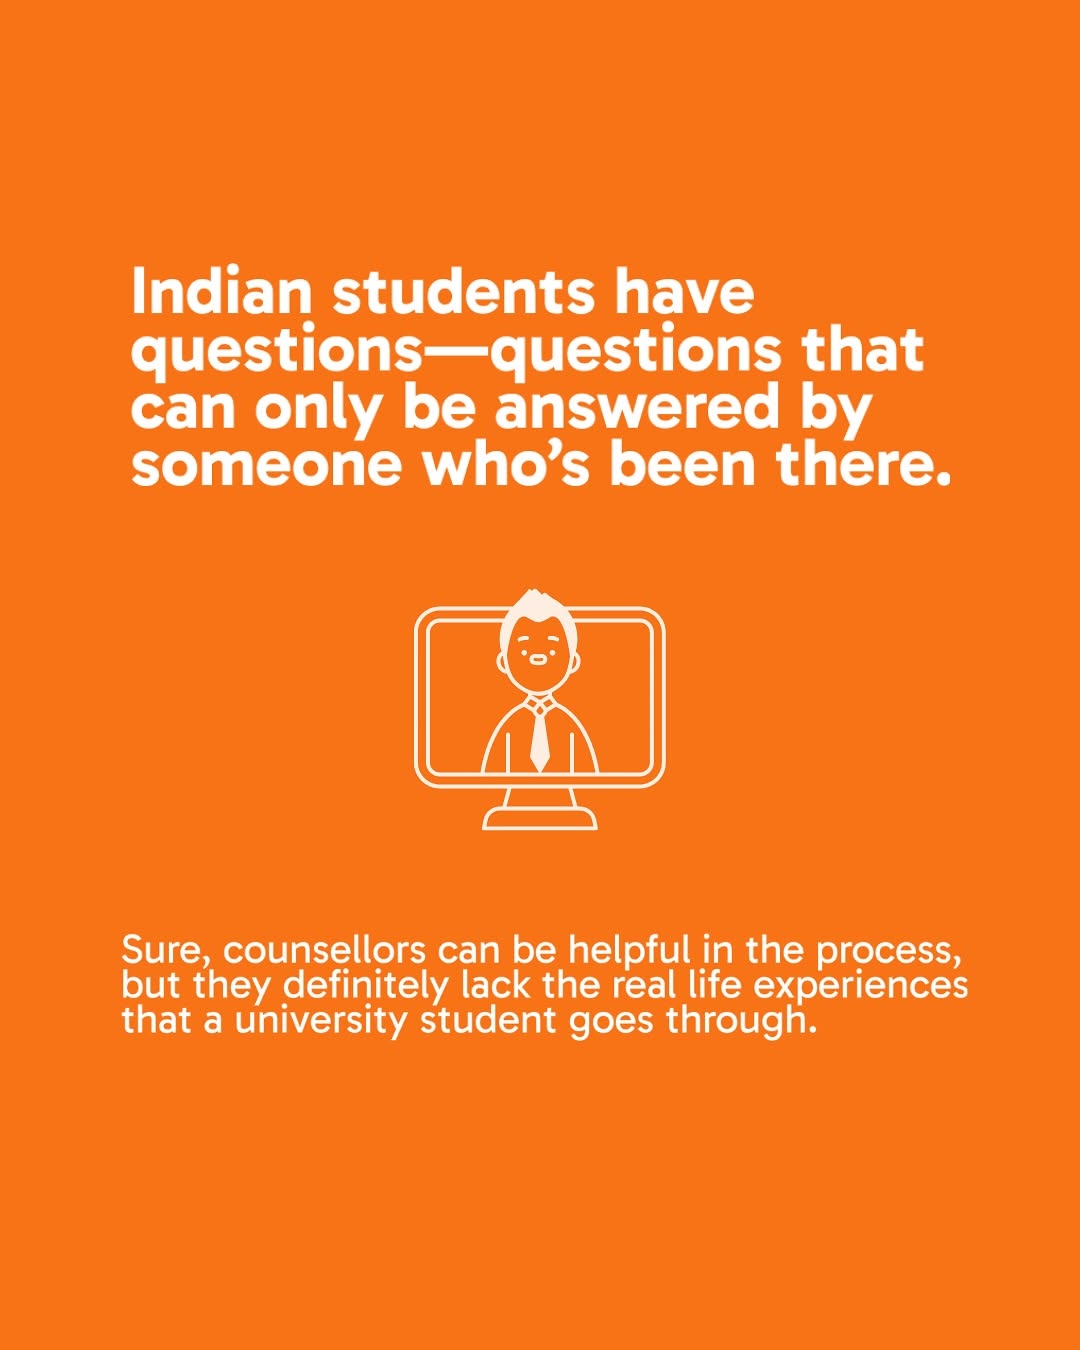 Indian students have
questions—questions that
can only be answered by
someone who’s been there.
Sure, counsellors can be helpful in the process,
but they definitely lack the real life experiences
that a university student goes through.